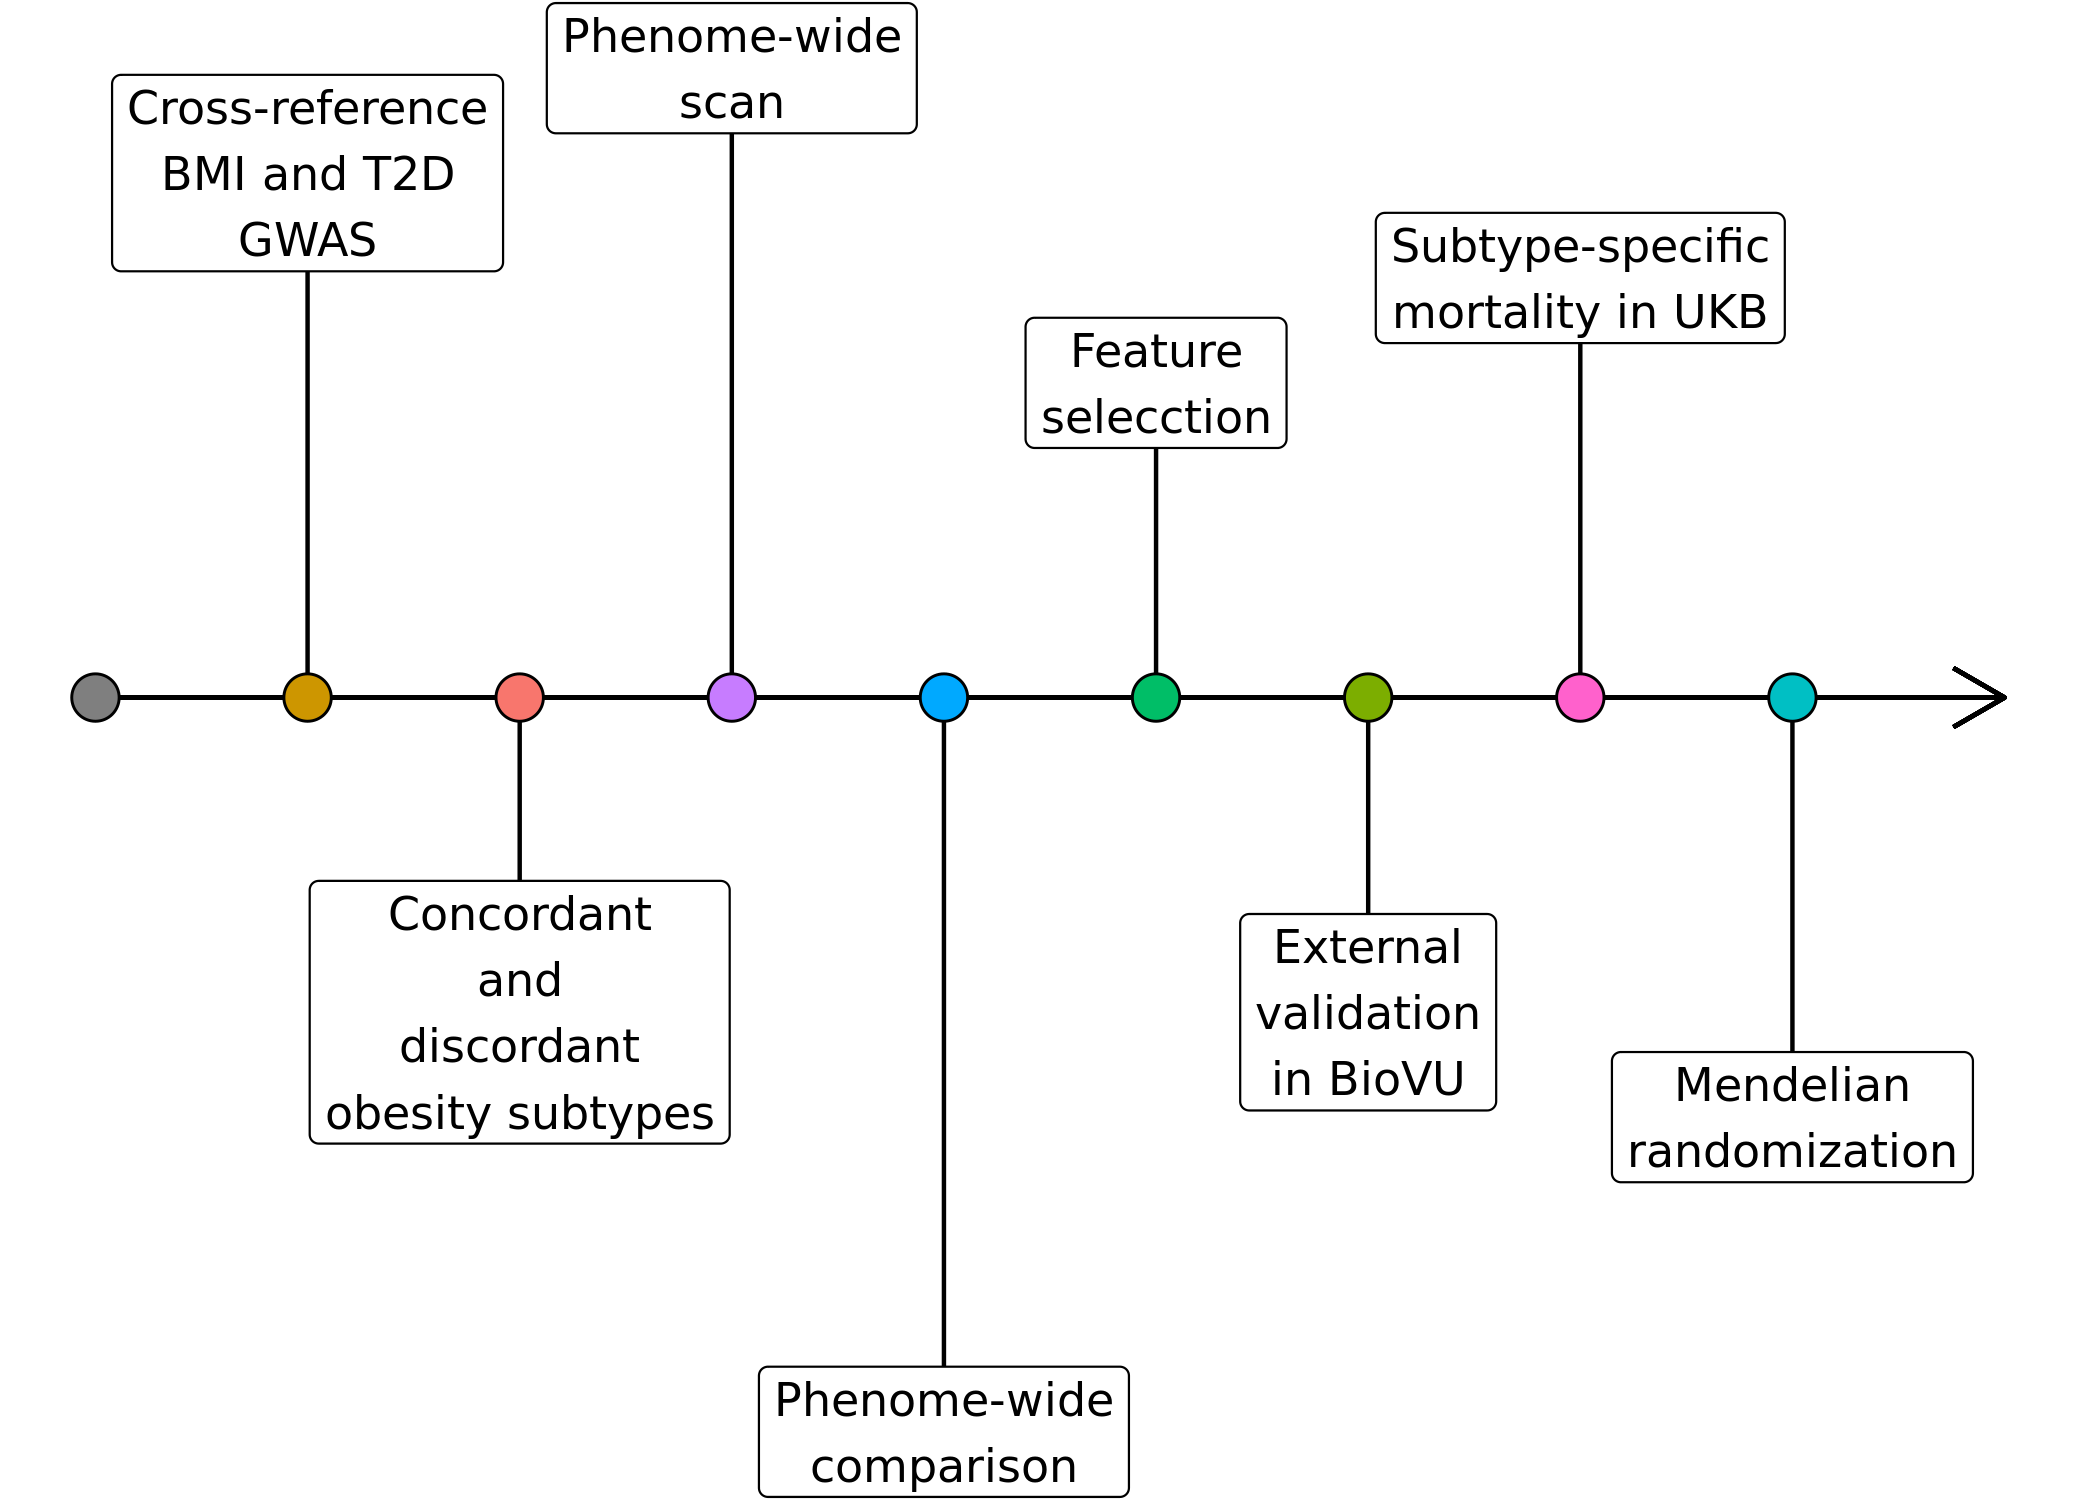 Cross-reference
BMI and T2D
GWAS
Concordant
and
discordant
obesity subtypes
Phenome-wide
scan
Phenome-wide
comparison
Feature
selecction
External
validation
in BioVU
Subtype-specific
mortality in UKB
Mendelian
randomization